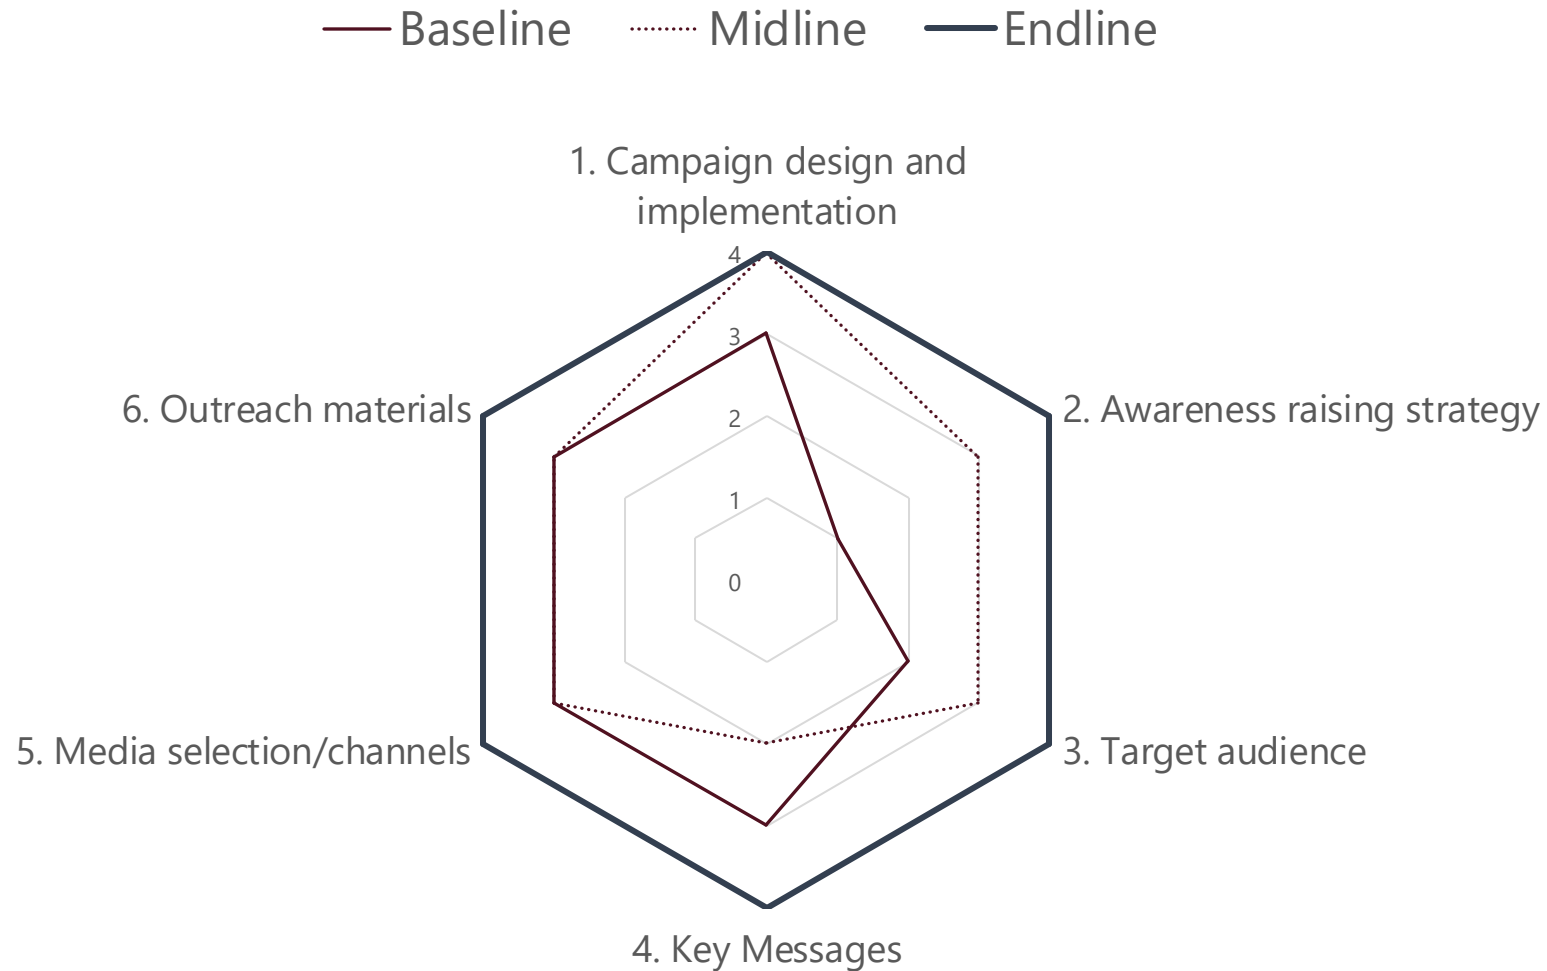 Baseline Midline Endline
1. Campaign design and
implementation
4
3
6. Outreach materials
2. Awareness raising strategy
2
1
0
5. Media selection/channels
3. Target audience
4. Key Messages